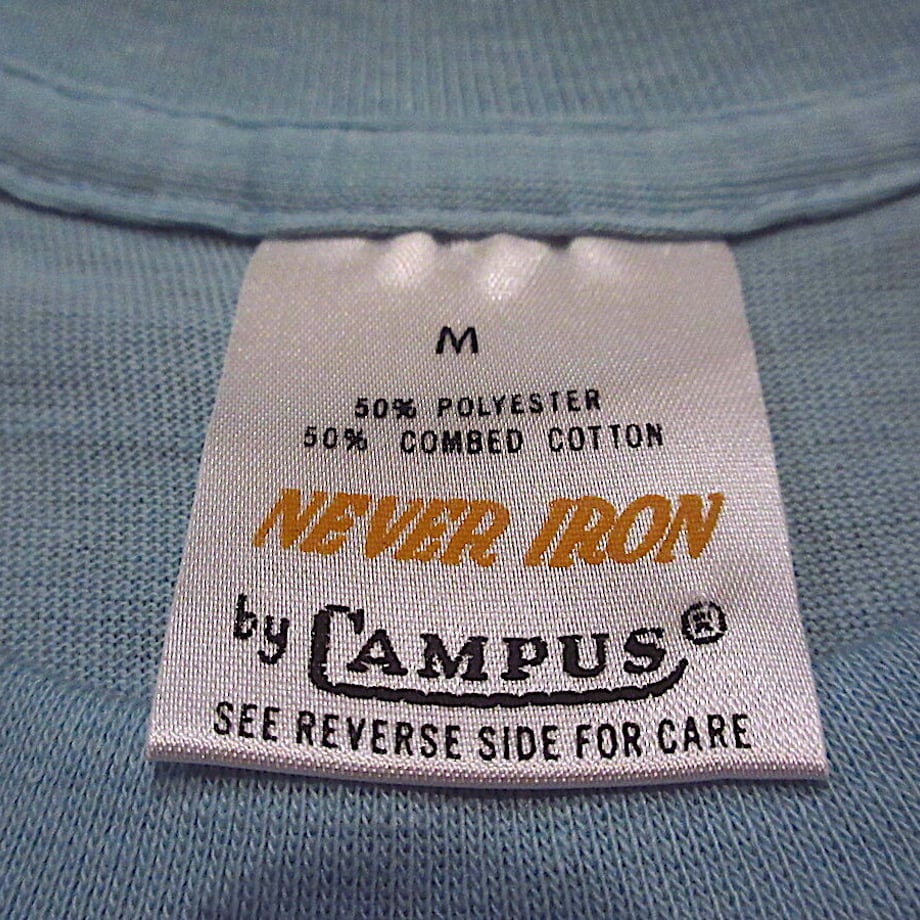 M
50% POLYESTER
50% COMBED COTTON
NEVER IRON
by CAMPUS®
SEE REVERSE SIDE FOR CARE